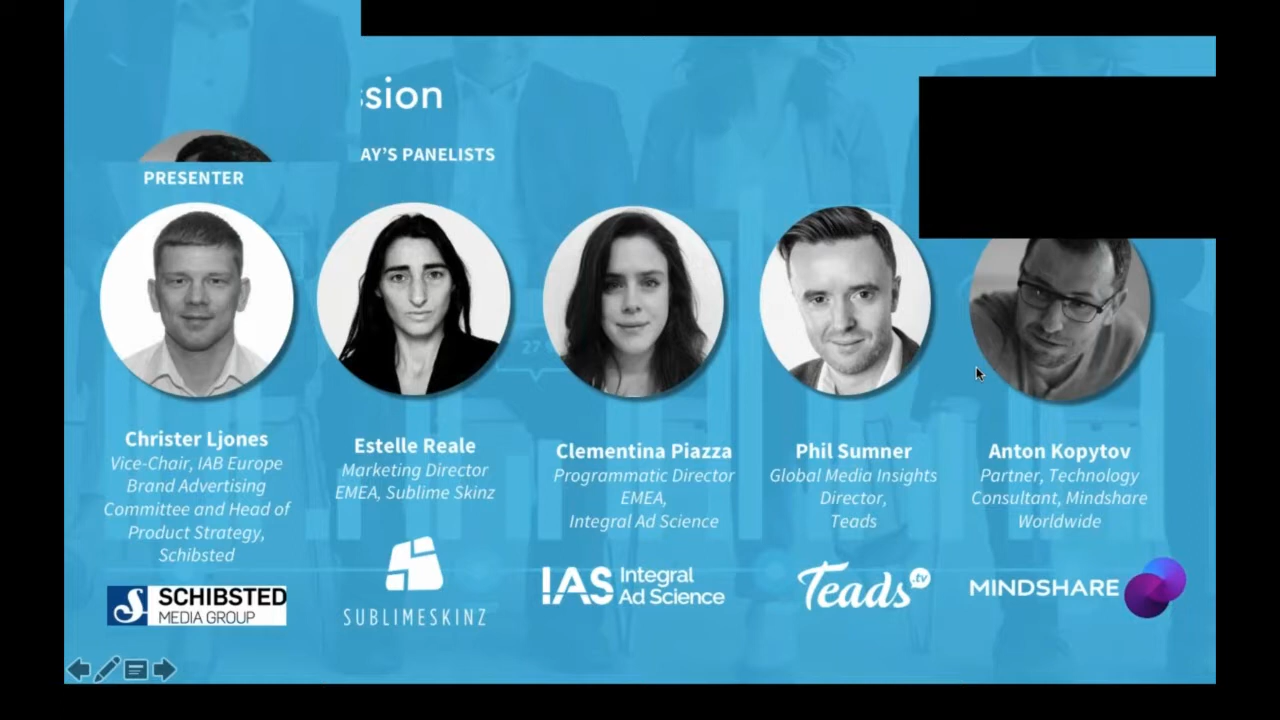 ssion
AY'S PANELISTS
PRESENTER
Christer Ljones
Vice-Chair, IAB Europe
Brand Advertising
Committee and Head of
Product Strategy,
Schibsted
SCHIBSTED
MEDIA GROUP
Estelle Reale
Marketing Director
EMEA, Sublime Skinz
SUBLIMESKINZ
Clementina Piazza
Programmatic Director
EMEA,
Integral Ad Science
IAS Integral
Ad Science
Phil Sumner
Global Media Insights
Director,
Teads
Teads.tv
Anton Kopytov
Partner, Technology
Consultant, Mindshare
Worldwide
MINDSHARE